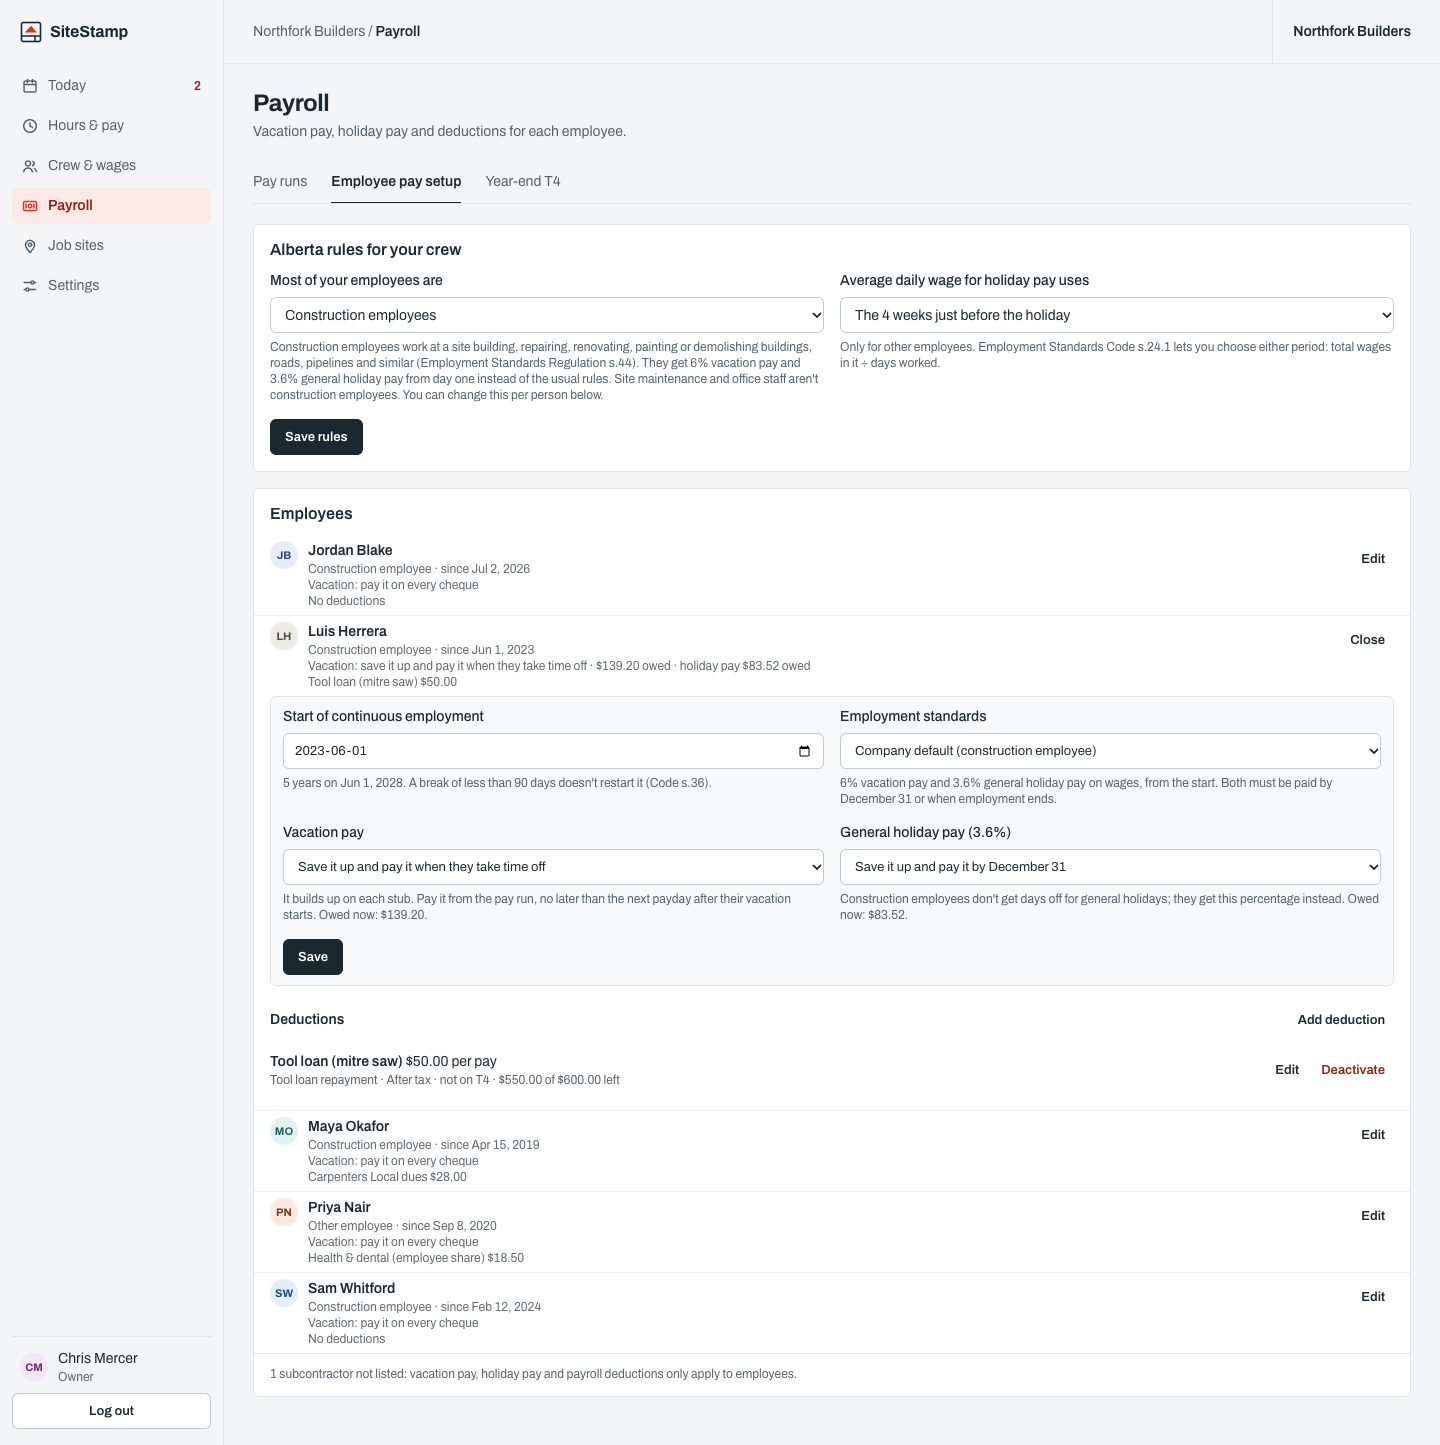 SiteStamp
Today 2
Hours & pay
Crew & wages
Payroll
Job sites
Settings
Northfork Builders / Payroll
Northfork Builders
Payroll
Vacation pay, holiday pay and deductions for each employee.
Pay runs Employee pay setup Year-end T4
Alberta rules for your crew
Most of your employees are
Construction employees
Construction employees work at a site building, repairing, renovating, painting or demolishing buildings,
roads, pipelines and similar (Employment Standards Regulation s.44). They get 6% vacation pay and
3.6% general holiday pay from day one instead of the usual rules. Site maintenance and office staff aren't
construction employees. You can change this per person below.
Average daily wage for holiday pay uses
The 4 weeks just before the holiday
Only for other employees. Employment Standards Code s.24.1 lets you choose either period: total wages
in it ÷ days worked.
Save rules
Employees
JB
Jordan Blake
Construction employee · since Jul 2, 2026
Vacation: pay it on every cheque
No deductions
Edit
LH
Luis Herrera
Construction employee · since Jun 1, 2023
Vacation: save it up and pay it when they take time off · $139.20 owed · holiday pay $83.52 owed
Tool loan (mitre saw) $50.00
Close
Start of continuous employment
2023-06-01
5 years on Jun 1, 2028. A break of less than 90 days doesn't restart it (Code s.36).
Employment standards
Company default (construction employee)
6% vacation pay and 3.6% general holiday pay on wages, from the start. Both must be paid by
December 31 or when employment ends.
Vacation pay
Save it up and pay it when they take time off
It builds up on each stub. Pay it from the pay run, no later than the next payday after their vacation
starts. Owed now: $139.20.
General holiday pay (3.6%)
Save it up and pay it by December 31
Construction employees don't get days off for general holidays; they get this percentage instead. Owed
now: $83.52.
Save
Deductions
Add deduction
Tool loan (mitre saw) $50.00 per pay
Tool loan repayment · After tax · not on T4 · $550.00 of $600.00 left
Edit Deactivate
MO
Maya Okafor
Construction employee · since Apr 15, 2019
Vacation: pay it on every cheque
Carpenters Local dues $28.00
Edit
PN
Priya Nair
Other employee · since Sep 8, 2020
Vacation: pay it on every cheque
Health & dental (employee share) $18.50
Edit
SW
Sam Whitford
Construction employee · since Feb 12, 2024
Vacation: pay it on every cheque
No deductions
Edit
1 subcontractor not listed: vacation pay, holiday pay and payroll deductions only apply to employees.
CM
Chris Mercer
Owner
Log out